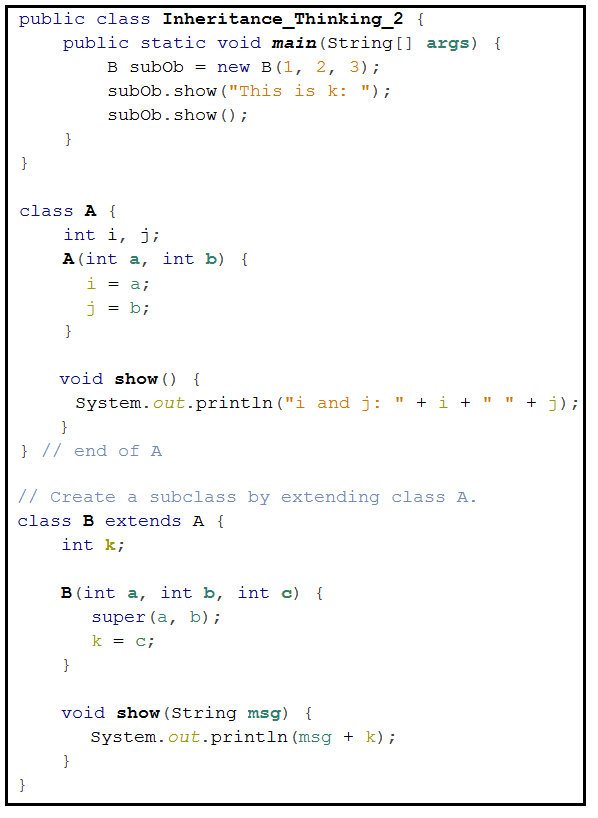 public class Inheritance_Thinking_2 {
    public static void main(String[] args) {
        B subOb = new B(1, 2, 3);
        subOb.show("This is k: ");
        subOb.show();
    }
}

class A {
    int i, j;
    A(int a, int b) {
      i = a;
      j = b;
    }

    void show() {
     System.out.println("i and j: " + i + " " + j);
    }
} // end of A

// Create a subclass by extending class A.
class B extends A {
    int k;

    B(int a, int b, int c) {
       super(a, b);
       k = c;
    }

    void show(String msg) {
       System.out.println(msg + k);
    }
}